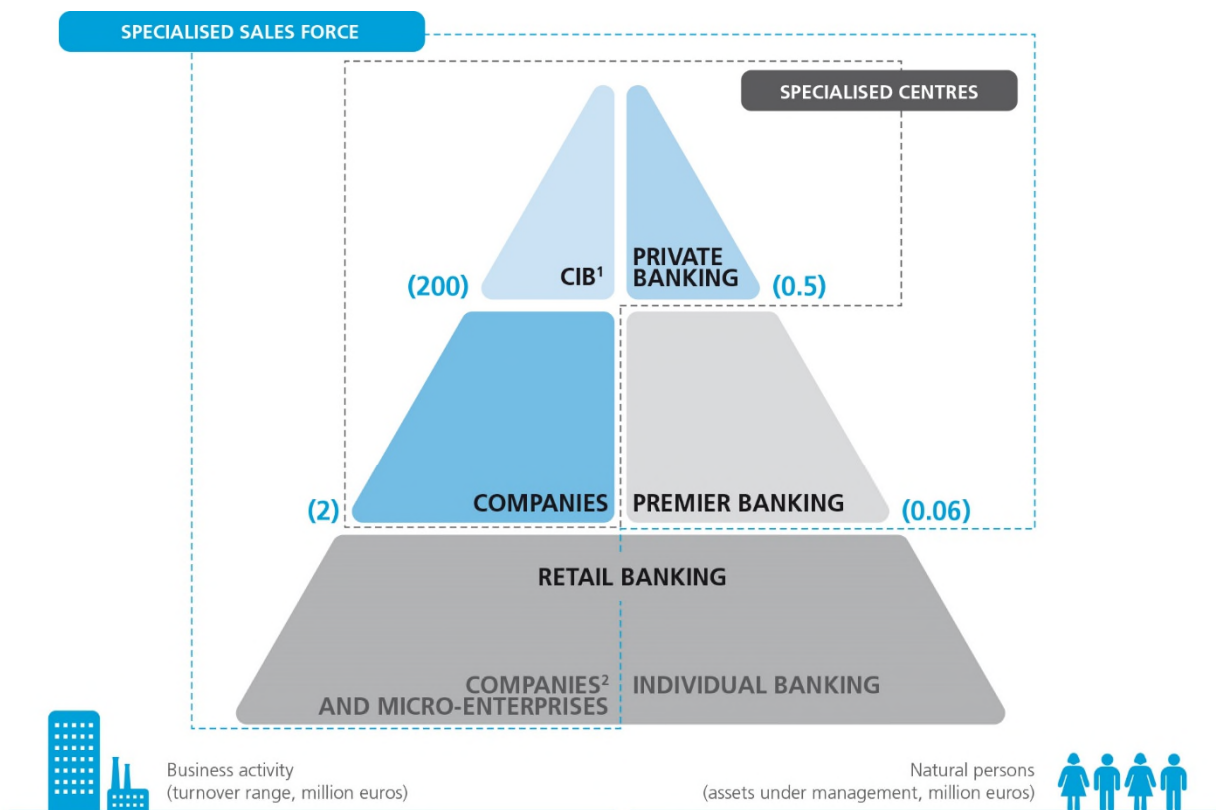 SPECIALISED SALES FORCE
SPECIALISED CENTRES
(200)
CIB¹
PRIVATE
BANKING
(0.5)
(2)
COMPANIES
PREMIER BANKING
(0.06)
RETAIL BANKING
COMPANIES²
AND MICRO-ENTERPRISES
INDIVIDUAL BANKING
Business activity
(turnover range, million euros)
Natural persons
(assets under management, million euros)